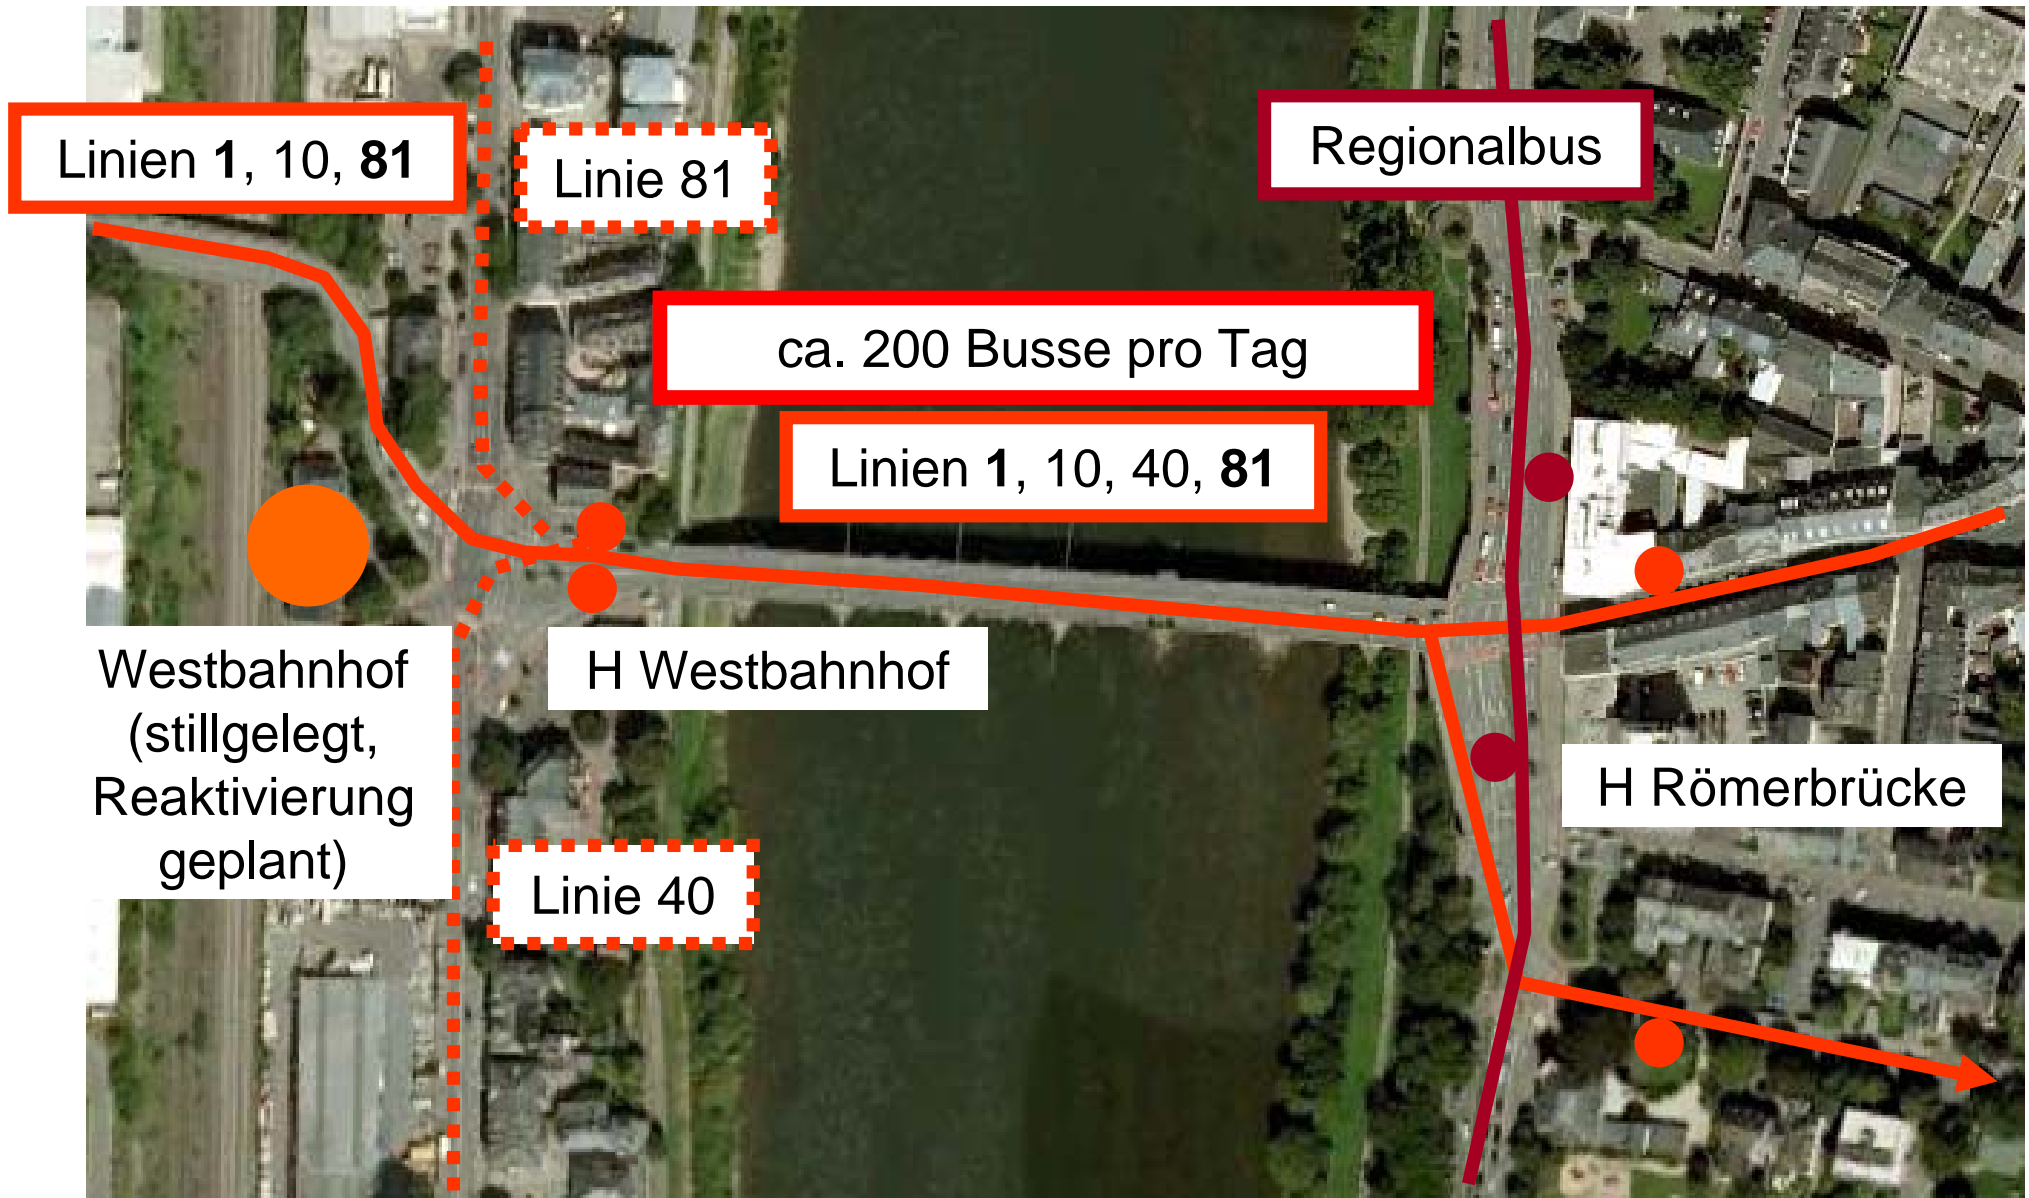 Linien 1, 10, 81
Linie 81
Regionalbus
ca. 200 Busse pro Tag
Linien 1, 10, 40, 81
Westbahnhof
(stillgelegt,
Reaktivierung
geplant)
H Westbahnhof
H Römerbrücke
Linie 40